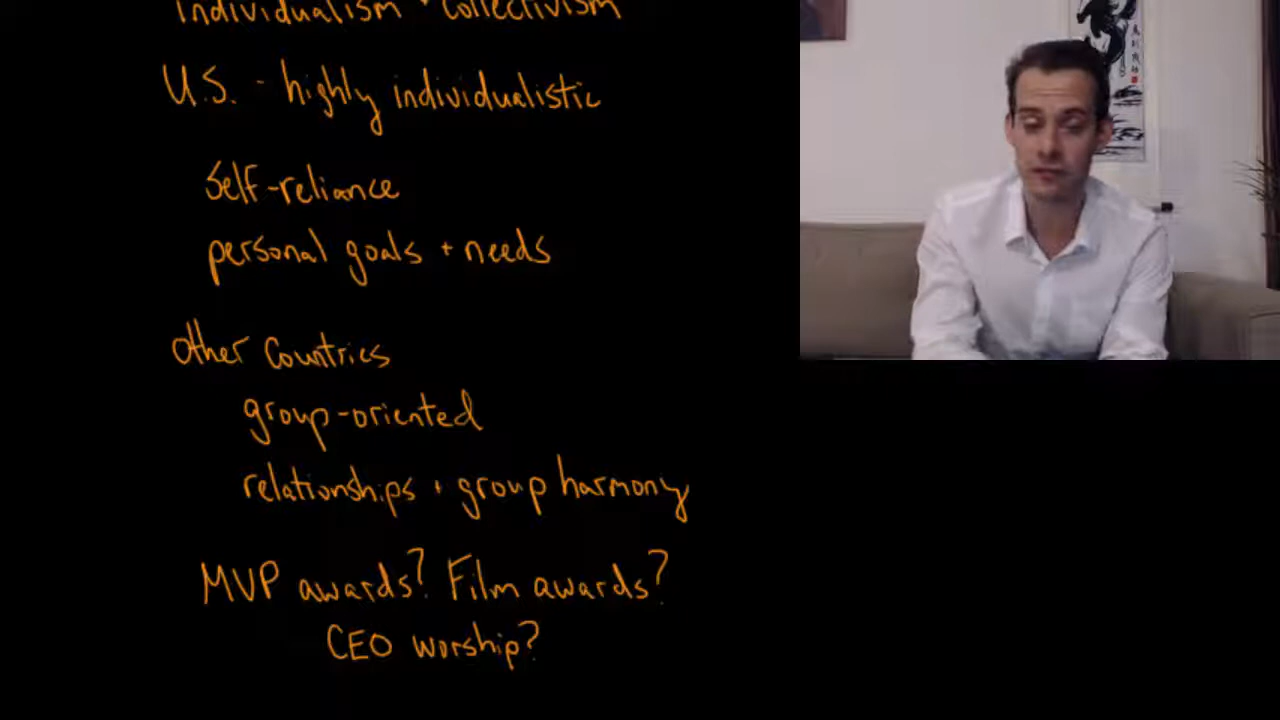 Individualism + Collectivism
U.S. - highly individualistic
Self-reliance
personal goals + needs
Other Countries
group-oriented
relationships + group harmony
MVP awards? Film awards?
CEO worship?